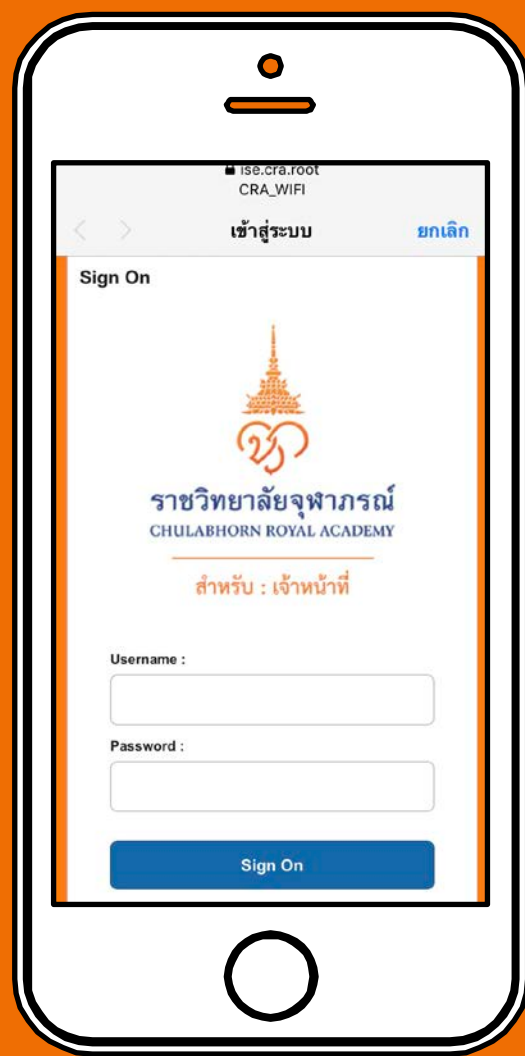 ise.cra.root
CRA_WIFI
< >
เข้าสู่ระบบ
ยกเลิก
Sign On
ราชวิทยาลัยจุฬาภรณ์
CHULABHORN ROYAL ACADEMY
สำหรับ : เจ้าหน้าที่
Username :
Password :
Sign On